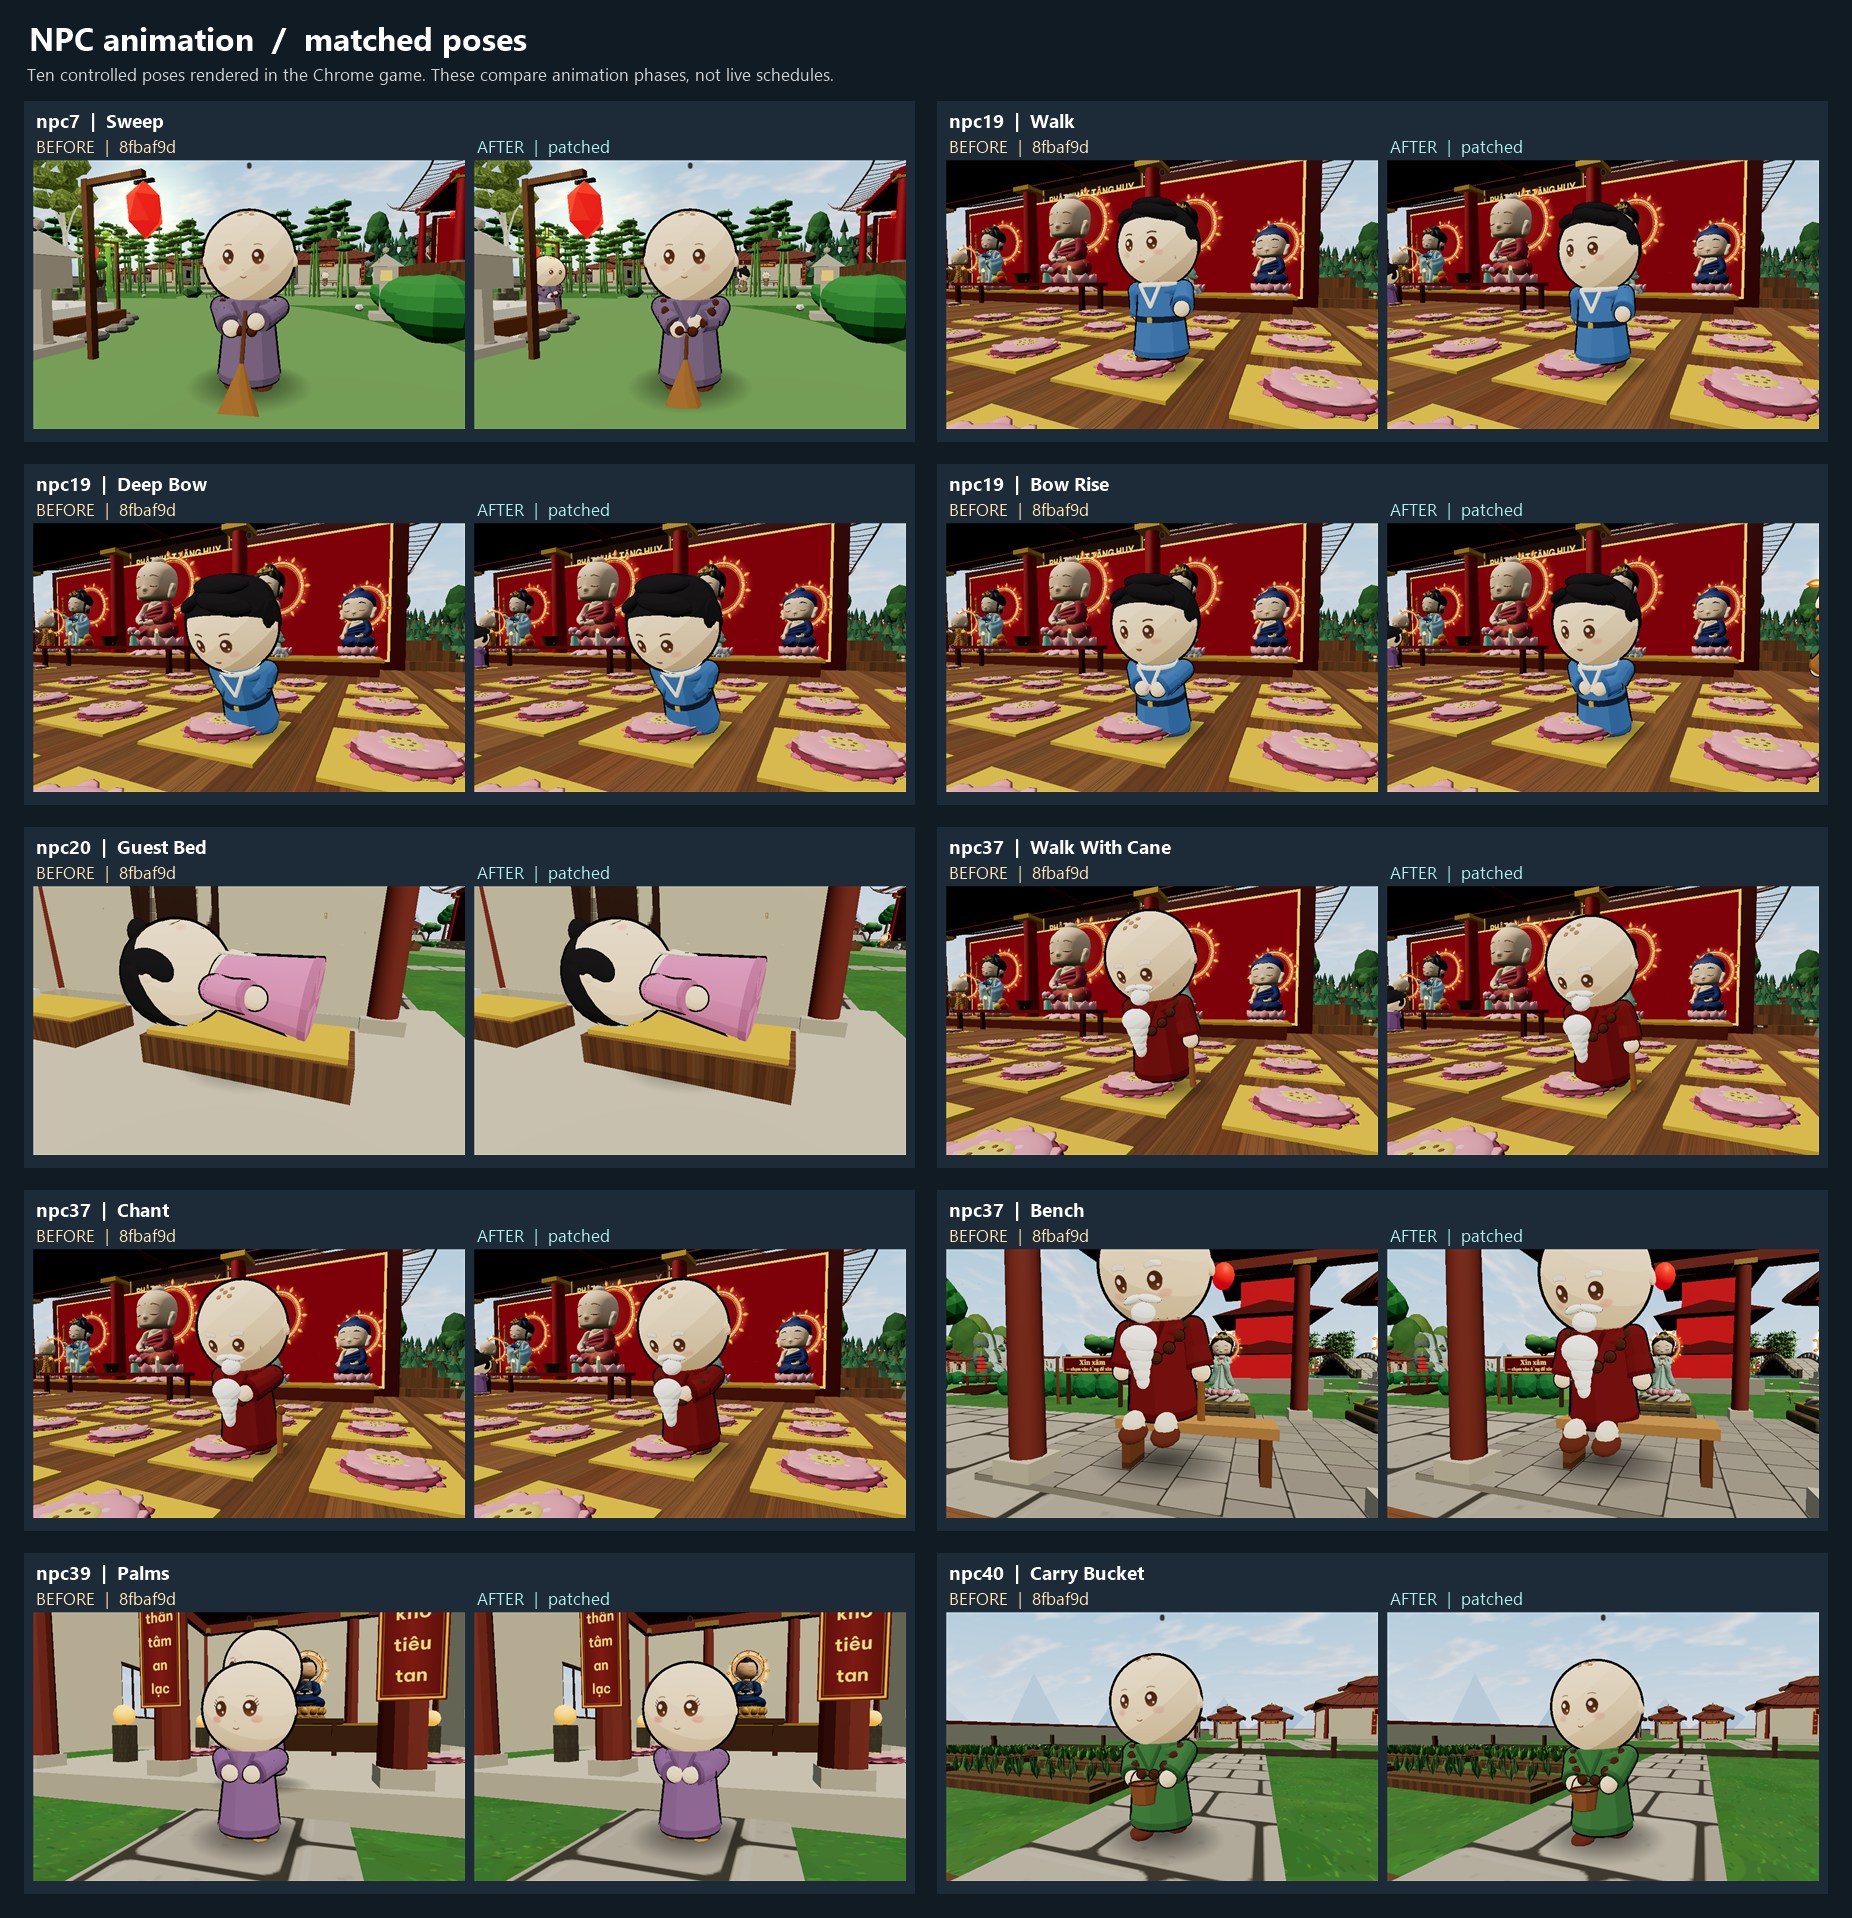 NPC animation / matched poses
Ten controlled poses rendered in the Chrome game. These compare animation phases, not live schedules.
npc7 | Sweep
BEFORE | 8fbaf9d
AFTER | patched
npc19 | Walk
BEFORE | 8fbaf9d
AFTER | patched
npc19 | Deep Bow
BEFORE | 8fbaf9d
AFTER | patched
npc19 | Bow Rise
BEFORE | 8fbaf9d
AFTER | patched
npc20 | Guest Bed
BEFORE | 8fbaf9d
AFTER | patched
npc37 | Walk With Cane
BEFORE | 8fbaf9d
AFTER | patched
npc37 | Chant
BEFORE | 8fbaf9d
AFTER | patched
npc37 | Bench
BEFORE | 8fbaf9d
AFTER | patched
Xin xăm
Xin xăm
npc39 | Palms
BEFORE | 8fbaf9d
AFTER | patched
thân
tâm
an
lạc
khổ
tiêu
tan
thân
tâm
an
lạc
khổ
tiêu
tan
npc40 | Carry Bucket
BEFORE | 8fbaf9d
AFTER | patched